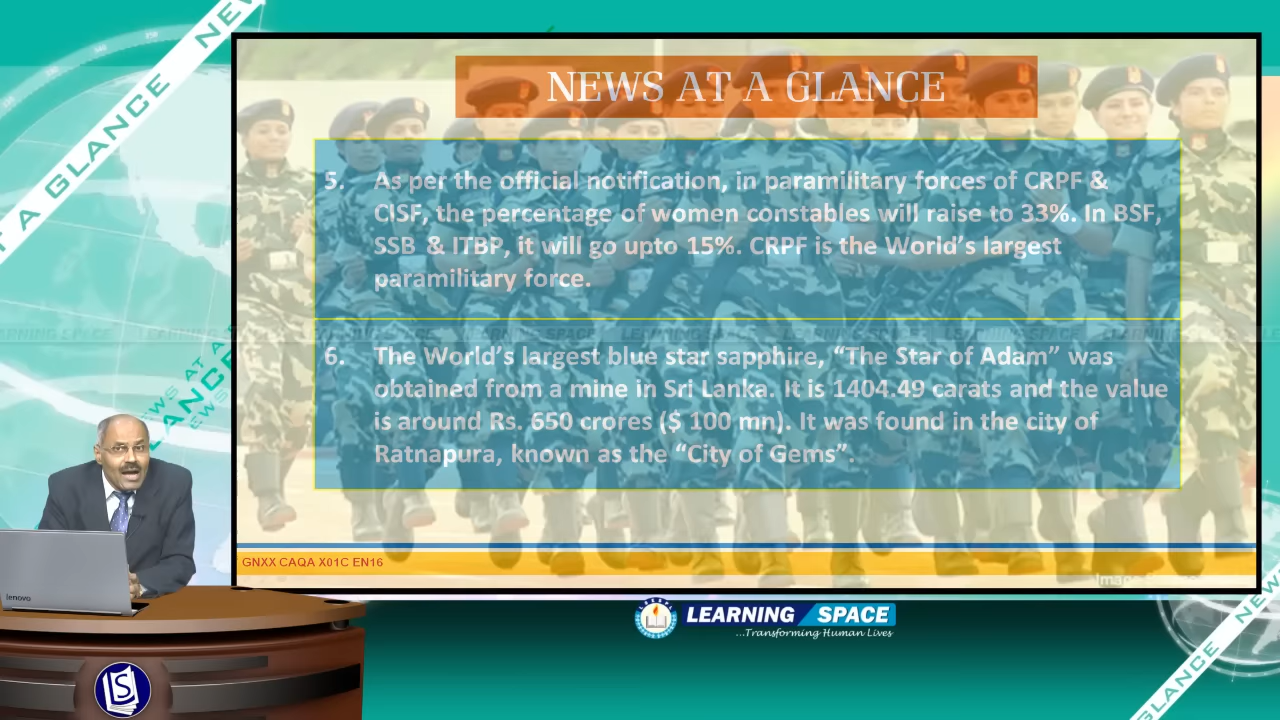 NEWS AT A GLANCE
5. As per the official notification, in paramilitary forces of CRPF &
CISF, the percentage of women constables will raise to 33%. In BSF,
SSB & ITBP, it will go upto 15%. CRPF is the World's largest
paramilitary force.
6. The World's largest blue star sapphire, "The Star of Adam" was
obtained from a mine in Sri Lanka. It is 1404.49 carats and the value
is around Rs. 650 crores ($ 100 mn). It was found in the city of
Ratnapura, known as the "City of Gems".
GNXX CAQA X01C EN16
LEARNING SPACE
...Transforming Human Lives
lenovo
LS
A GLANCE
NEWS AT A
GLANCE